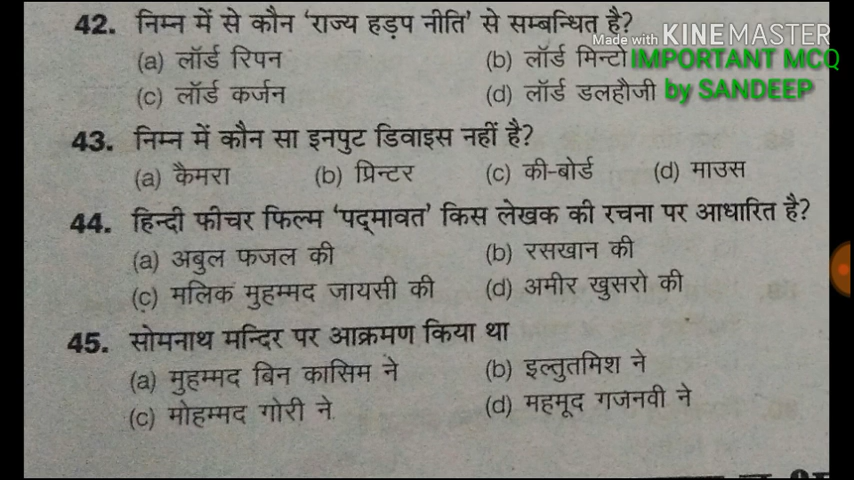 42. निम्न में से कौन 'राज्य हड़प नीति' से सम्बन्धित है?
Made with KINEMASTER
(a) लॉर्ड रिपन (b) लॉर्ड मिन्टो
IMPORTANT MCQ
(c) लॉर्ड कर्जन (d) लॉर्ड डलहौजी
by SANDEEP
43. निम्न में कौन सा इनपुट डिवाइस नहीं है?
(a) कैमरा (b) प्रिन्टर (c) की-बोर्ड (d) माउस
44. हिन्दी फीचर फिल्म 'पद्मावत' किस लेखक की रचना पर आधारित है?
(a) अबुल फजल की (b) रसखान की
(c) मलिक मुहम्मद जायसी की (d) अमीर खुसरो की
45. सोमनाथ मन्दिर पर आक्रमण किया था
(a) मुहम्मद बिन कासिम ने (b) इल्तुतमिश ने
(c) मोहम्मद गोरी ने (d) महमूद गजनवी ने